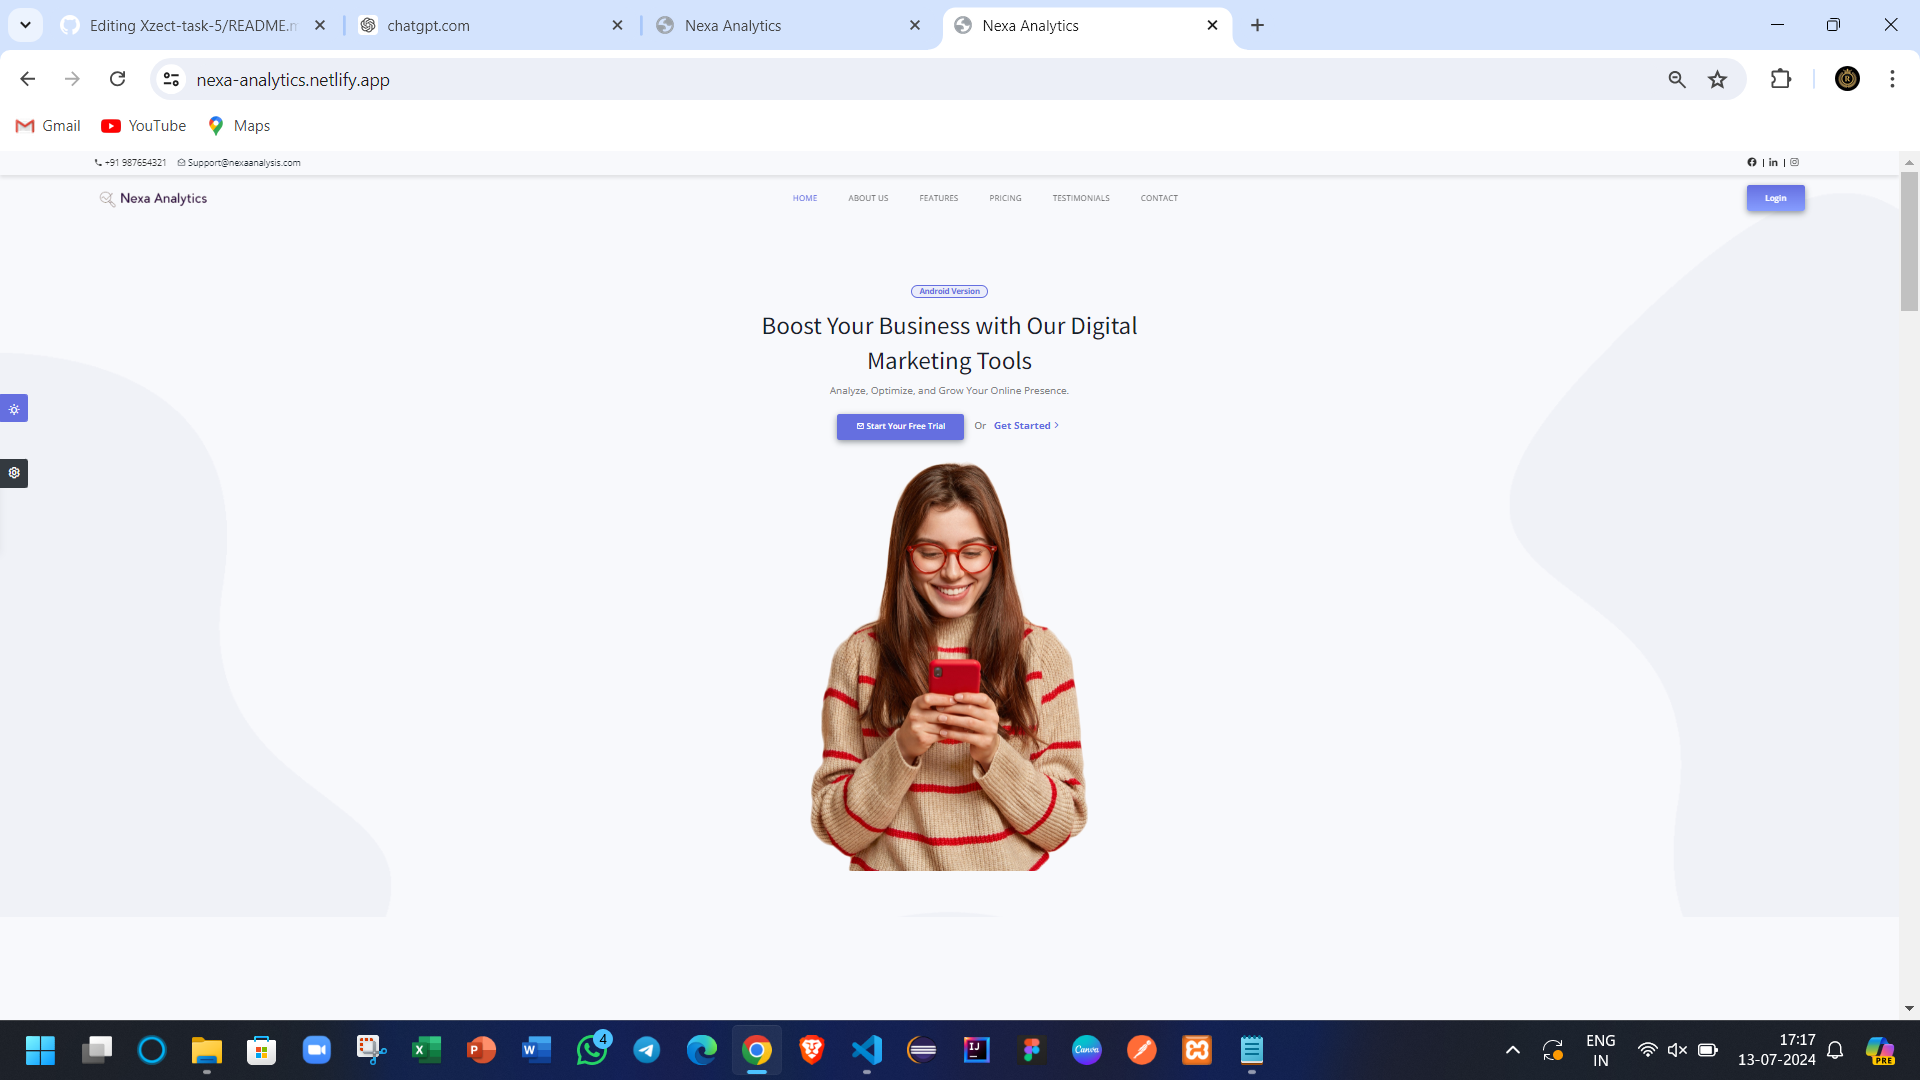 Editing Xzect-task-5/README.m
chatgpt.com
Nexa Analytics
Nexa Analytics
nexa-analytics.netlify.app
Gmail
YouTube
Maps
+91 987654321
Support@nexaanalysis.com
| in |
Nexa Analytics
HOME
ABOUT US
FEATURES
PRICING
TESTIMONIALS
CONTACT
Login
Android Version
Boost Your Business with Our Digital
Marketing Tools
Analyze, Optimize, and Grow Your Online Presence.
Start Your Free Trial
Or
Get Started
4
Canva
ENG
IN
17:17
13-07-2024
PRE